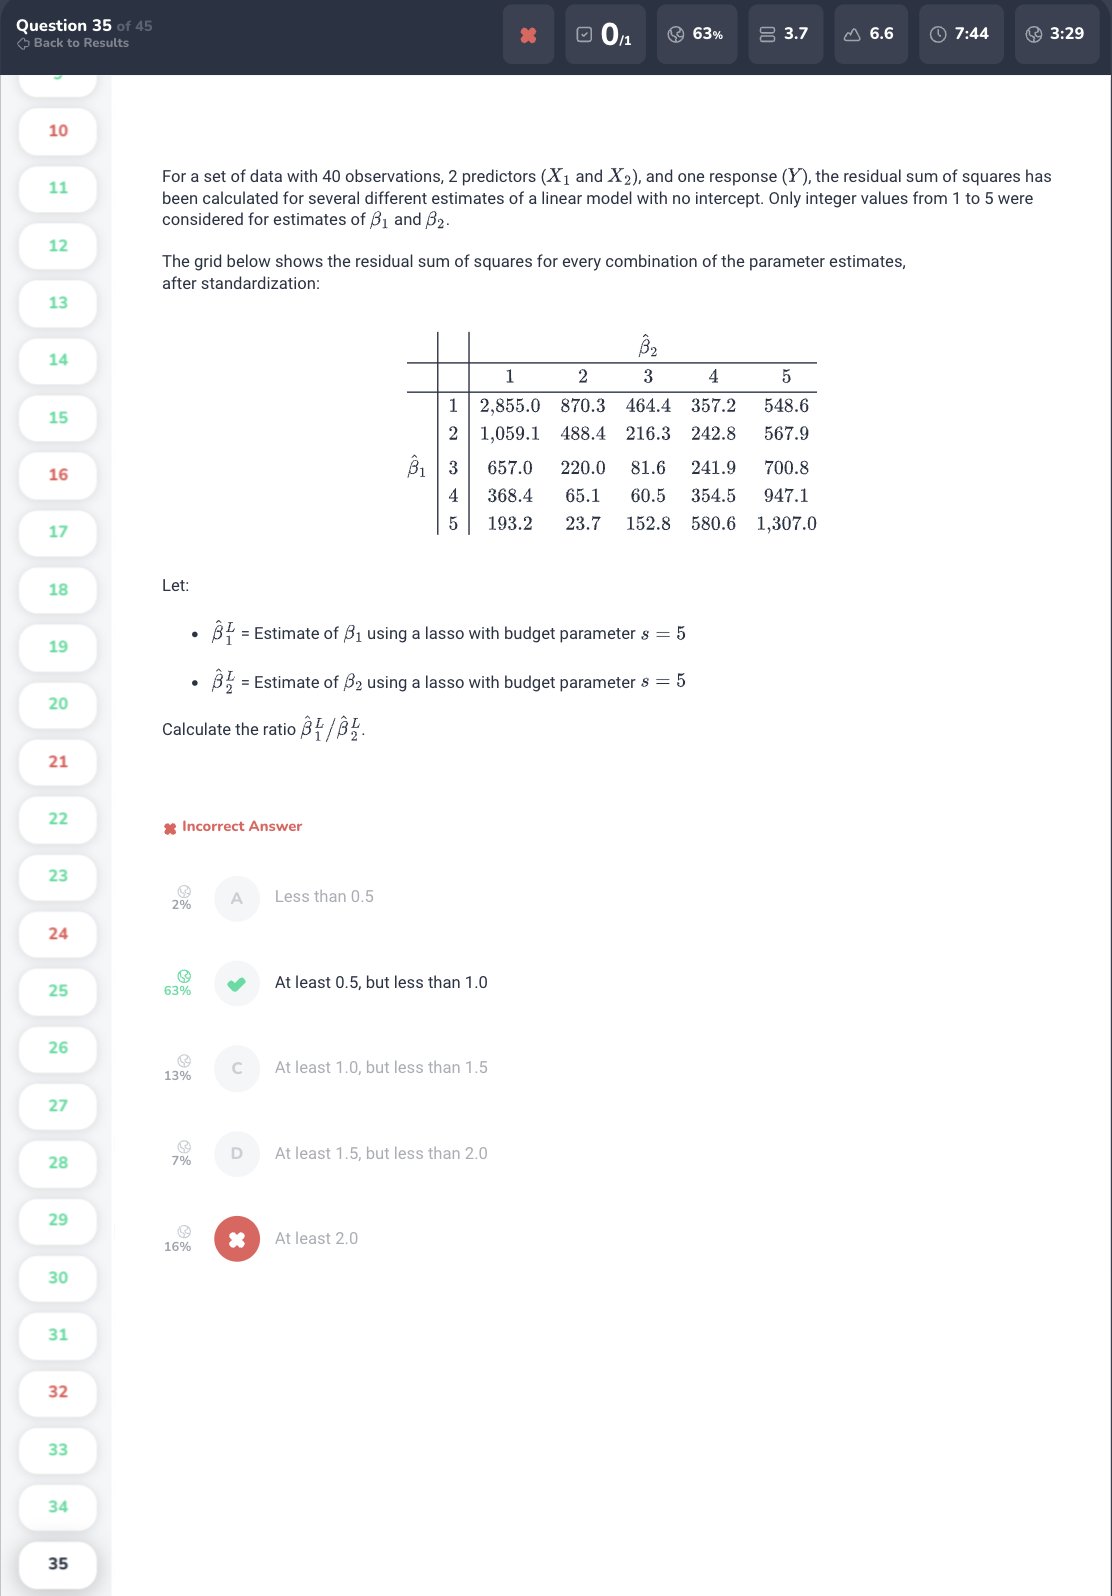 Question 35 of 45
Back to Results
0/1
63%
3.7
6.6
7:44
3:29
10
11
12
13
14
15
16
17
18
19
20
21
22
23
24
25
26
27
28
29
30
31
32
33
34
35
For a set of data with 40 observations, 2 predictors (X₁ and X₂), and one response (Y), the residual sum of squares has
been calculated for several different estimates of a linear model with no intercept. Only integer values from 1 to 5 were
considered for estimates of β₁ and β₂.
The grid below shows the residual sum of squares for every combination of the parameter estimates,
after standardization:
β̂₂
1 2 3 4 5
1 2,855.0 870.3 464.4 357.2 548.6
2 1,059.1 488.4 216.3 242.8 567.9
β̂₁ 3 657.0 220.0 81.6 241.9 700.8
4 368.4 65.1 60.5 354.5 947.1
5 193.2 23.7 152.8 580.6 1,307.0
Let:
• β̂₁ᴸ = Estimate of β₁ using a lasso with budget parameter s = 5
• β̂₂ᴸ = Estimate of β₂ using a lasso with budget parameter s = 5
Calculate the ratio β̂₁ᴸ/β̂₂ᴸ.
Incorrect Answer
2% A Less than 0.5
63% At least 0.5, but less than 1.0
13% C At least 1.0, but less than 1.5
7% D At least 1.5, but less than 2.0
16% At least 2.0